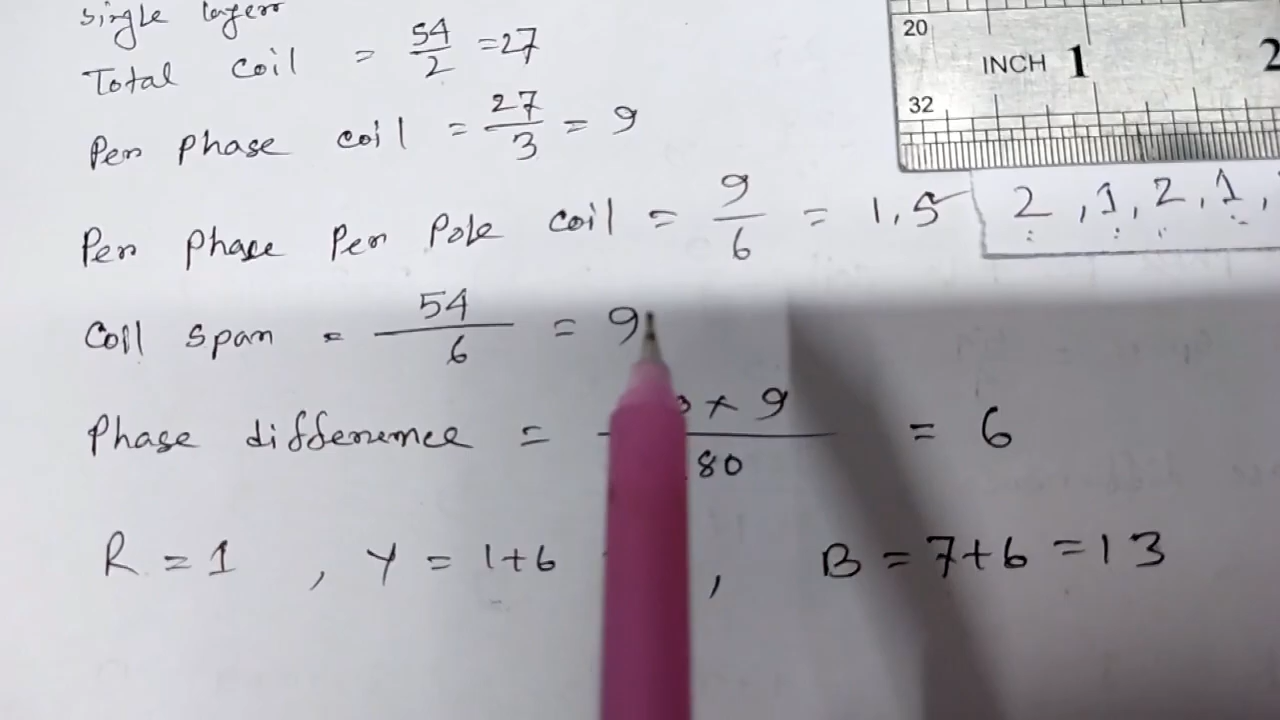 single layer
Total coil = 54/2 = 27
Per phase coil = 27/3 = 9
Per phase Per Pole coil = 9/6 = 1,5
2 , 1 , 2 , 1 ,
Coil span = 54/6 = 9
Phase difference = × 9 / 80 = 6
R = 1 , Y = 1+6 , B = 7+6 = 13
20
INCH 1 2
32